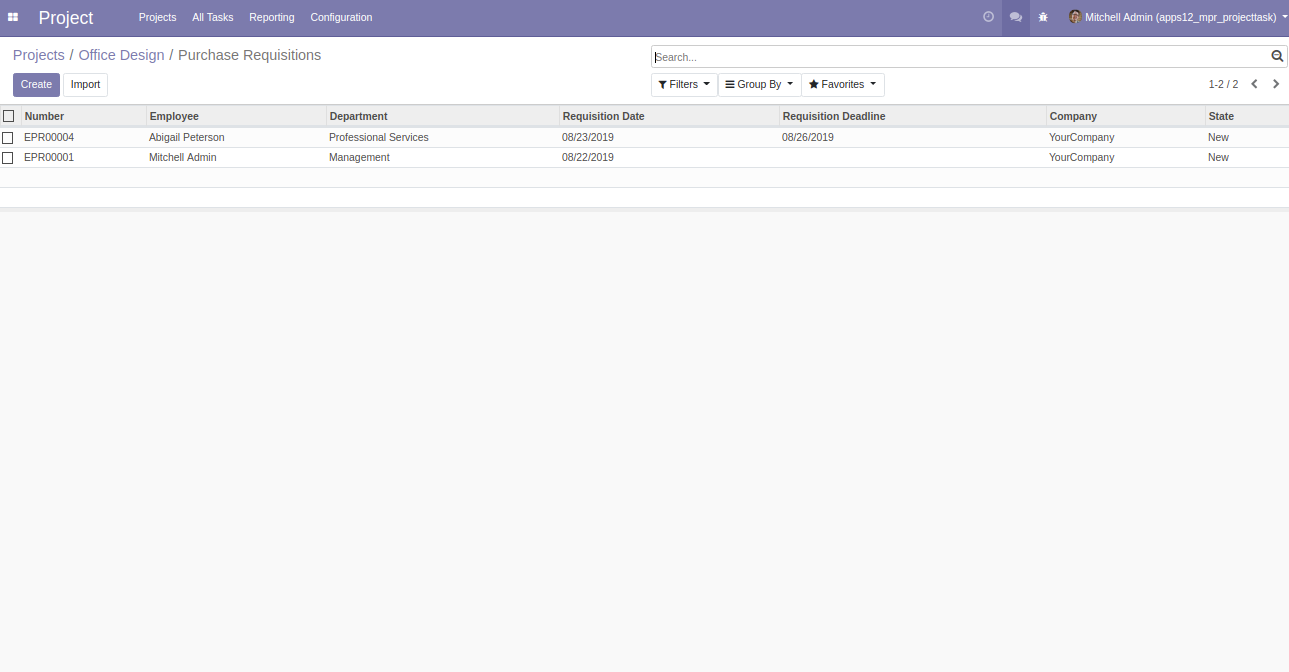 Project Projects All Tasks Reporting Configuration Mitchell Admin (apps12_mpr_projecttask)
Projects / Office Design / Purchase Requisitions
Search...
Create Import Filters Group By Favorites 1-2 / 2
Number Employee Department Requisition Date Requisition Deadline Company State
EPR00004 Abigail Peterson Professional Services 08/23/2019 08/26/2019 YourCompany New
EPR00001 Mitchell Admin Management 08/22/2019 YourCompany New